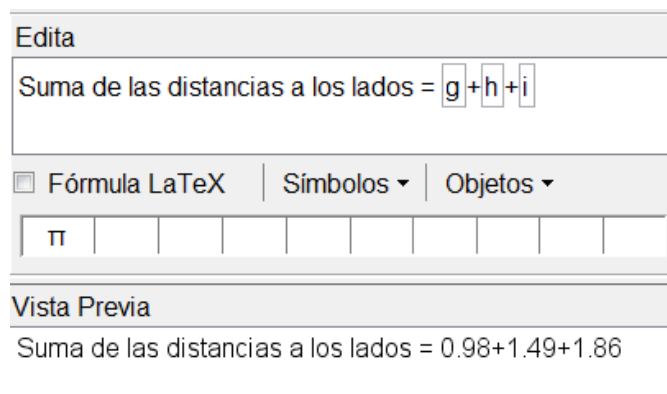 Edita
Suma de las distancias a los lados = g+h+i
Fórmula LaTeX Símbolos Objetos
π
Vista Previa
Suma de las distancias a los lados = 0.98+1.49+1.86